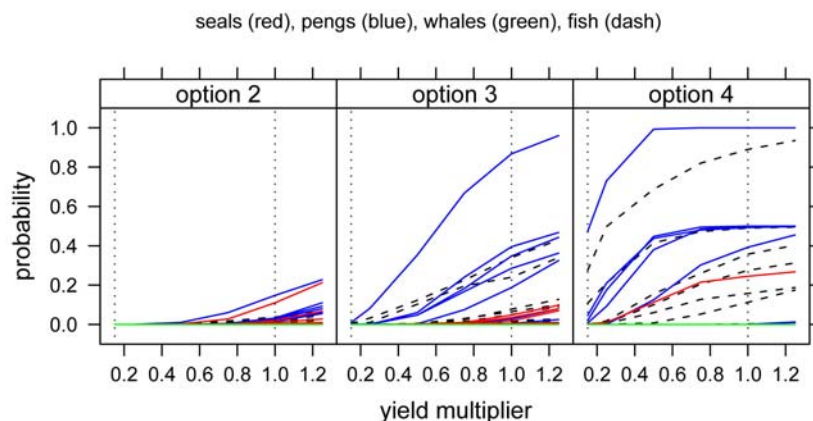 seals (red), pengs (blue), whales (green), fish (dash)
option 2 option 3 option 4
1.0
0.8
0.6
0.4
0.2
0.0
probability
0.2 0.4 0.6 0.8 1.0 1.2 0.2 0.4 0.6 0.8 1.0 1.2 0.2 0.4 0.6 0.8 1.0 1.2
yield multiplier